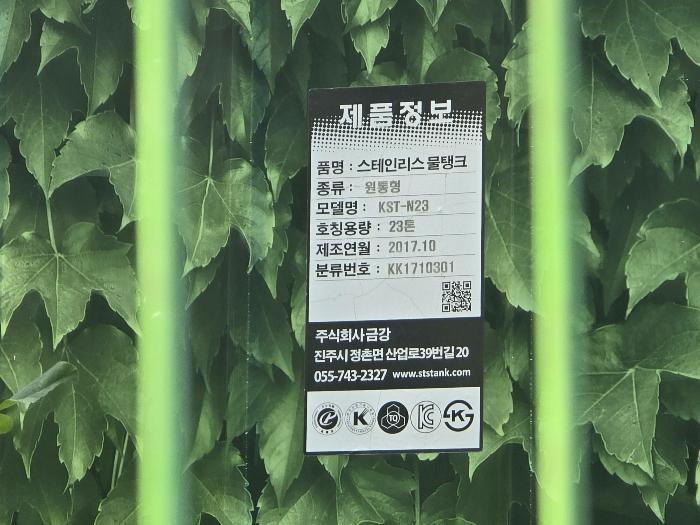 제품정보
품명 : 스테인리스 물탱크
종류 : 원통형
모델명 : KST-N23
호칭용량 : 23톤
제조연월 : 2017.10
분류번호 : KK1710301
주식회사 금강
진주시 정촌면 산업로39번길 20
055-743-2327 www.ststank.com
K TQ KC KS